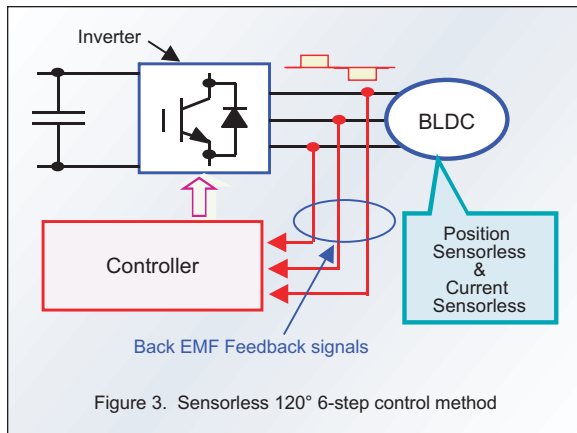 Inverter
BLDC
Controller
Position
Sensorless
&
Current
Sensorless
Back EMF Feedback signals
Figure 3. Sensorless 120° 6-step control method